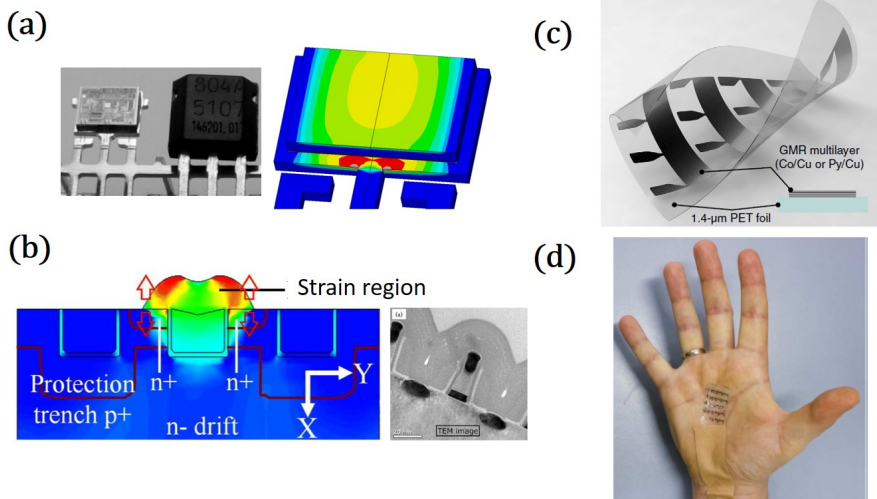 (a)
804A
5107
146201.01
(b)
Strain region
n+
n+
Protection
trench p+
n- drift
Y
X
(a)
TEM image
(c)
GMR multilayer
(Co/Cu or Py/Cu)
1.4-μm PET foil
(d)